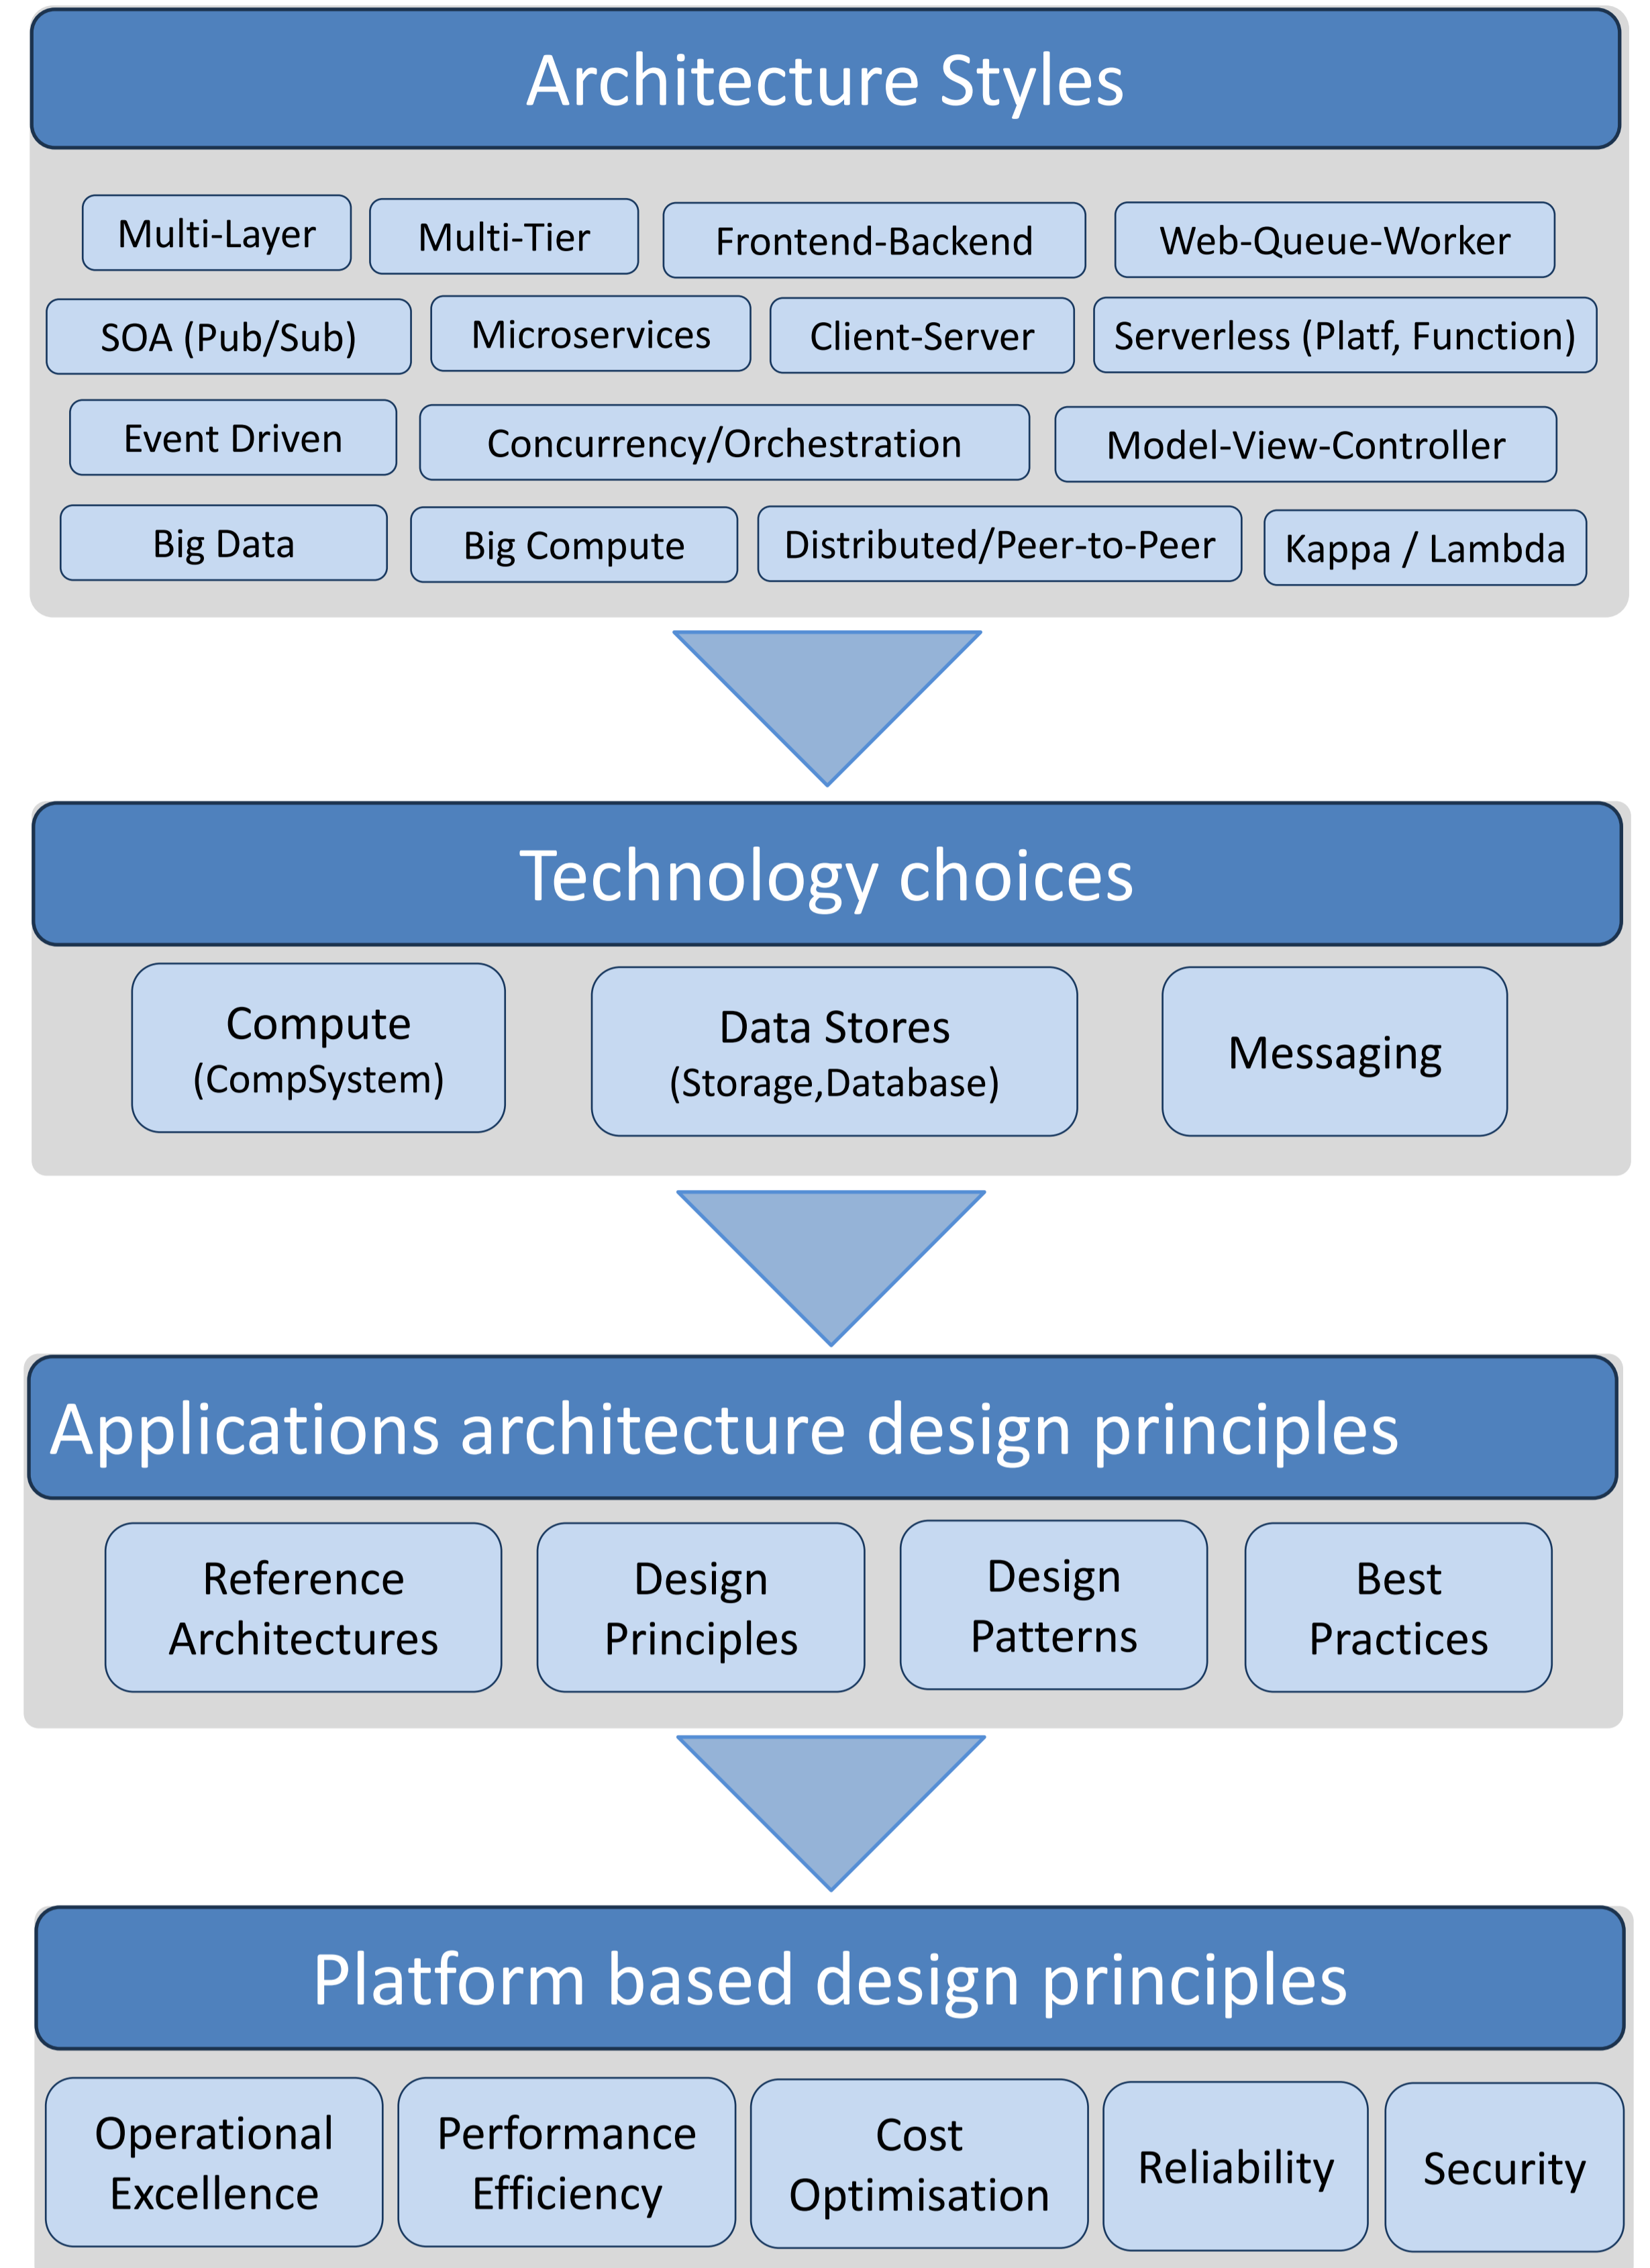 Architecture Styles
Multi-Layer
Multi-Tier
Frontend-Backend
Web-Queue-Worker
SOA (Pub/Sub)
Microservices
Client-Server
Serverless (Platf, Function)
Event Driven
Concurrency/Orchestration
Model-View-Controller
Big Data
Big Compute
Distributed/Peer-to-Peer
Kappa / Lambda
Technology choices
Compute
(CompSystem)
Data Stores
(Storage,Database)
Messaging
Applications architecture design principles
Reference
Architectures
Design
Principles
Design
Patterns
Best
Practices
Platform based design principles
Operational
Excellence
Performance
Efficiency
Cost
Optimisation
Reliability
Security